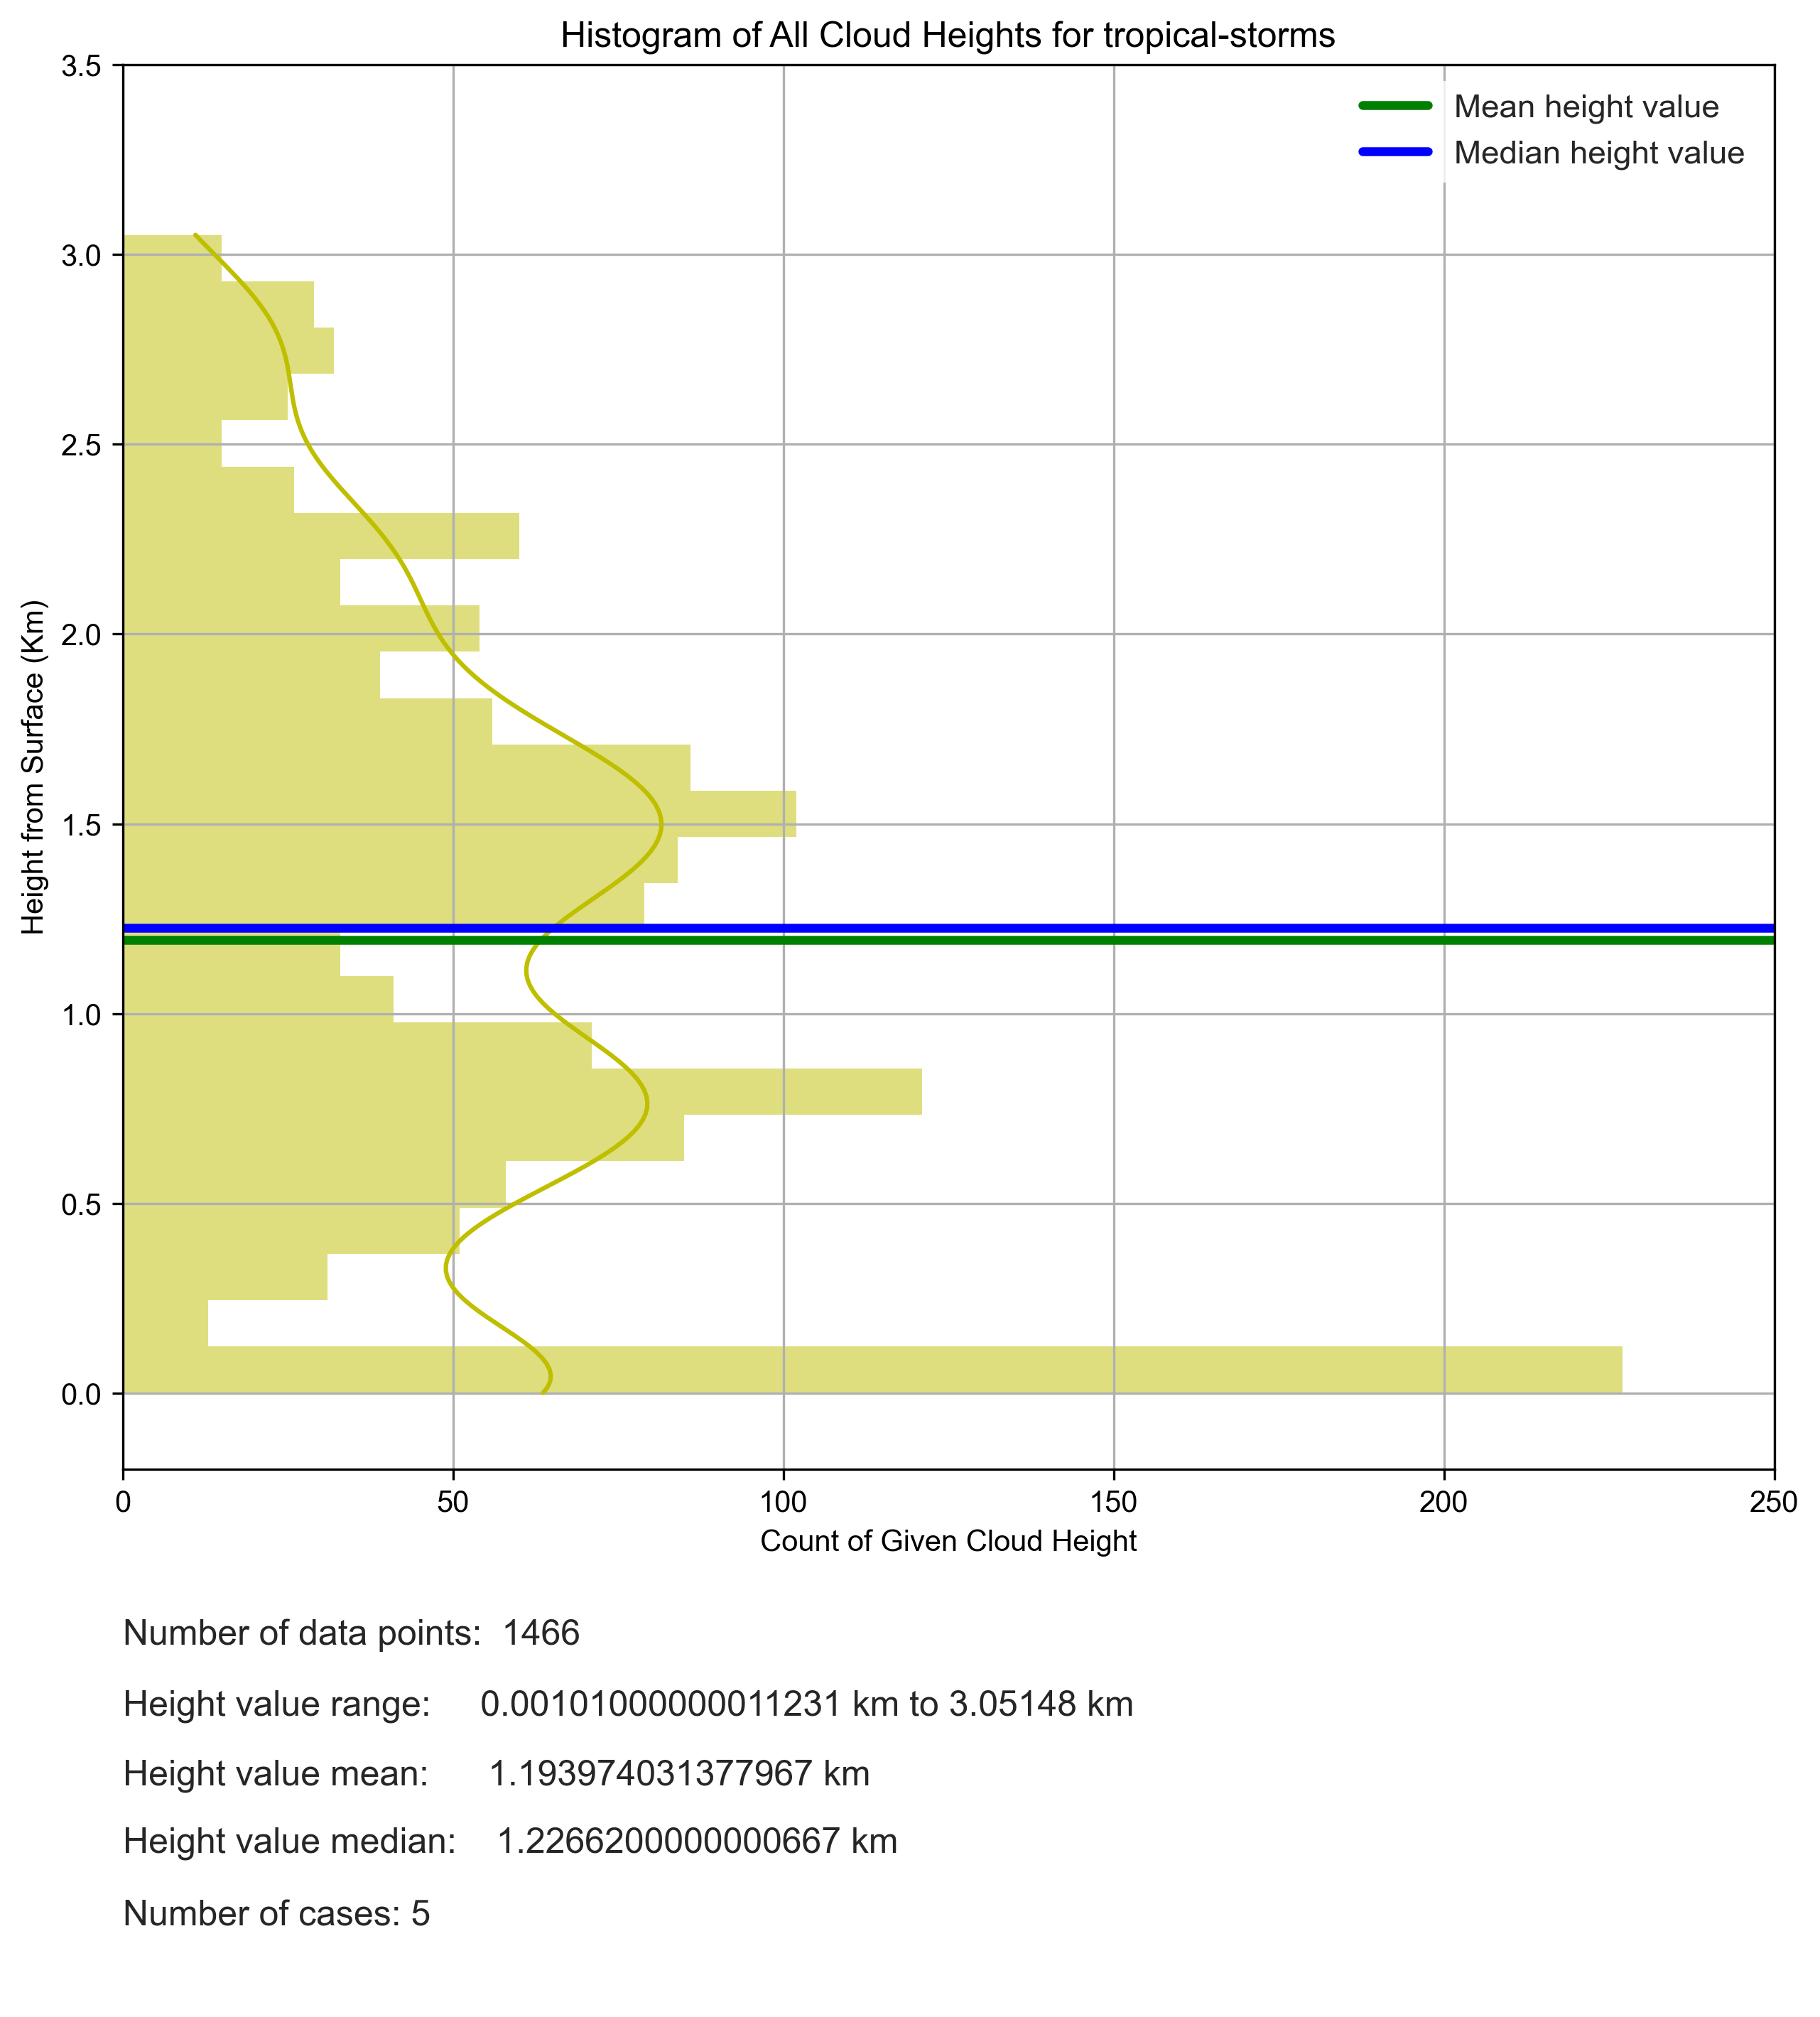 Histogram of All Cloud Heights for tropical-storms
3.5
3.0
2.5
2.0
1.5
1.0
0.5
0.0
Height from Surface (Km)
Mean height value
Median height value
0 50 100 150 200 250
Count of Given Cloud Height
Number of data points: 1466
Height value range: 0.00101000000011231 km to 3.05148 km
Height value mean: 1.193974031377967 km
Height value median: 1.2266200000000667 km
Number of cases: 5